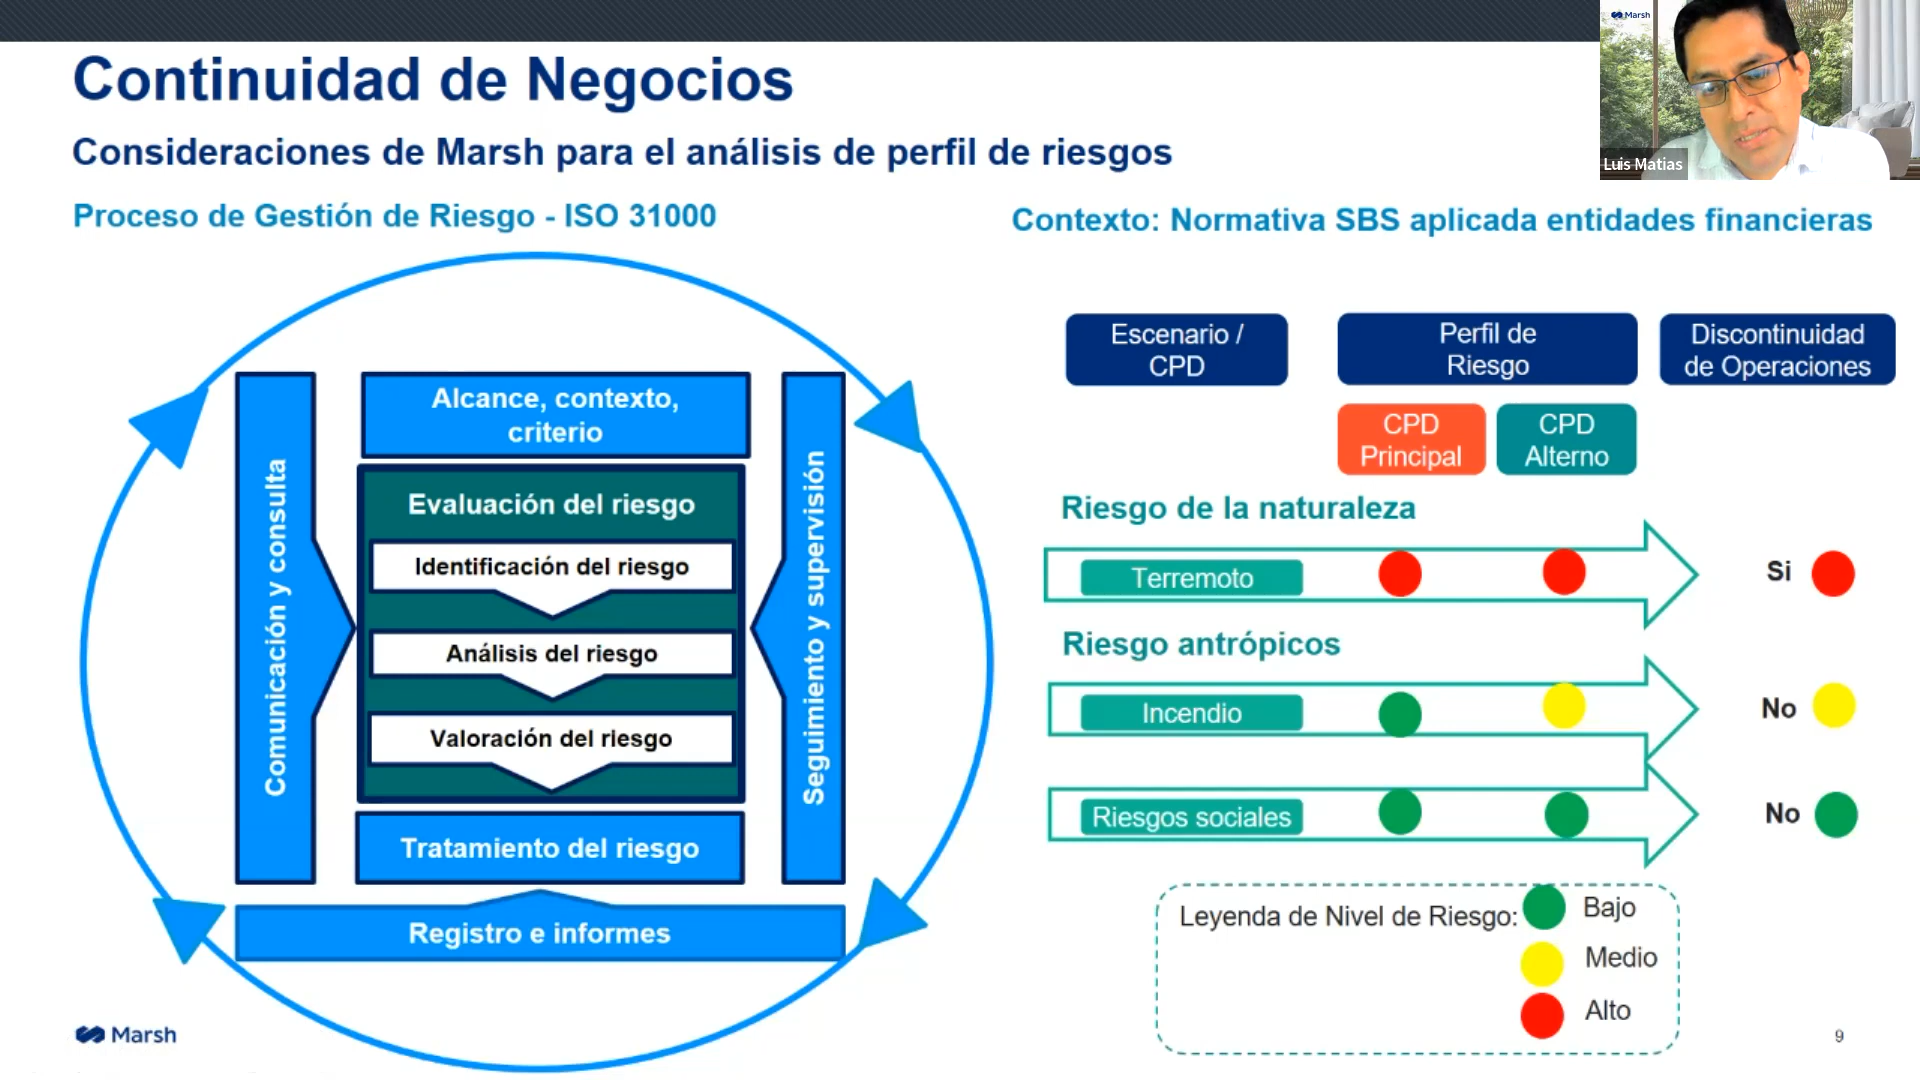 Marsh
Luis Matias
Continuidad de Negocios
Consideraciones de Marsh para el análisis de perfil de riesgos
Proceso de Gestión de Riesgo - ISO 31000
Comunicación y consulta
Alcance, contexto,
criterio
Evaluación del riesgo
Identificación del riesgo
Análisis del riesgo
Valoración del riesgo
Tratamiento del riesgo
Seguimiento y supervisión
Registro e informes
Contexto: Normativa SBS aplicada entidades financieras
Escenario /
CPD
Perfil de
Riesgo
Discontinuidad
de Operaciones
CPD
Principal
CPD
Alterno
Riesgo de la naturaleza
Terremoto
Si
Riesgo antrópicos
Incendio
No
Riesgos sociales
No
Leyenda de Nivel de Riesgo:
Bajo
Medio
Alto
Marsh
9